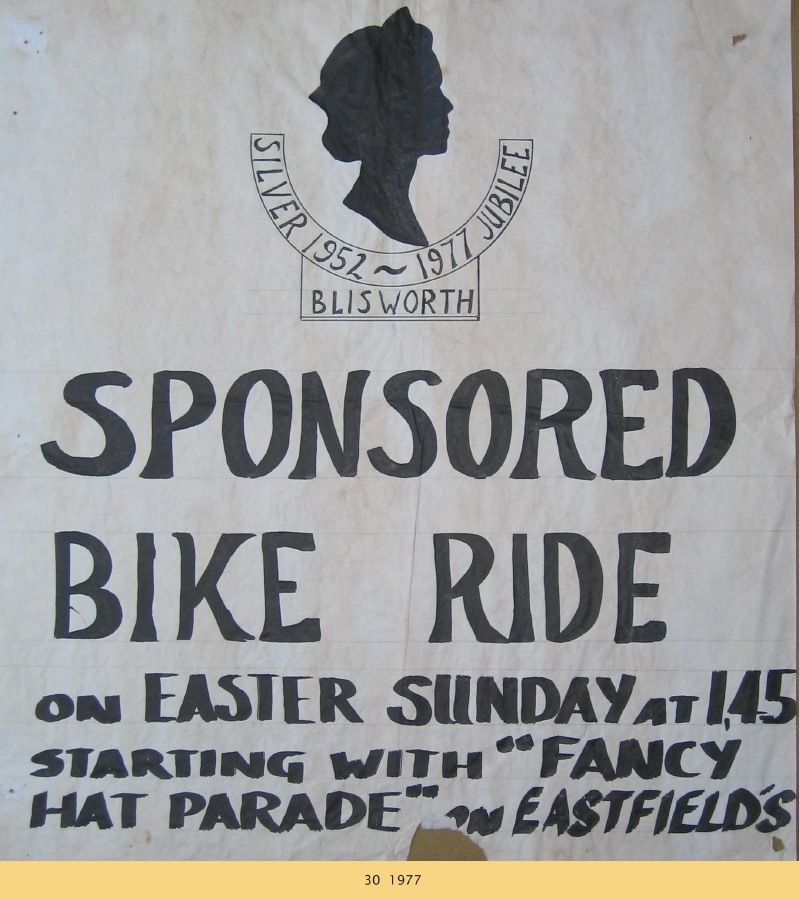 SILVER 1952 ~ 1977 JUBILEE
BLISWORTH
SPONSORED
BIKE RIDE
ON EASTER SUNDAY AT 1,45
STARTING WITH "FANCY
HAT PARADE" ON EASTFIELD'S
30 1977